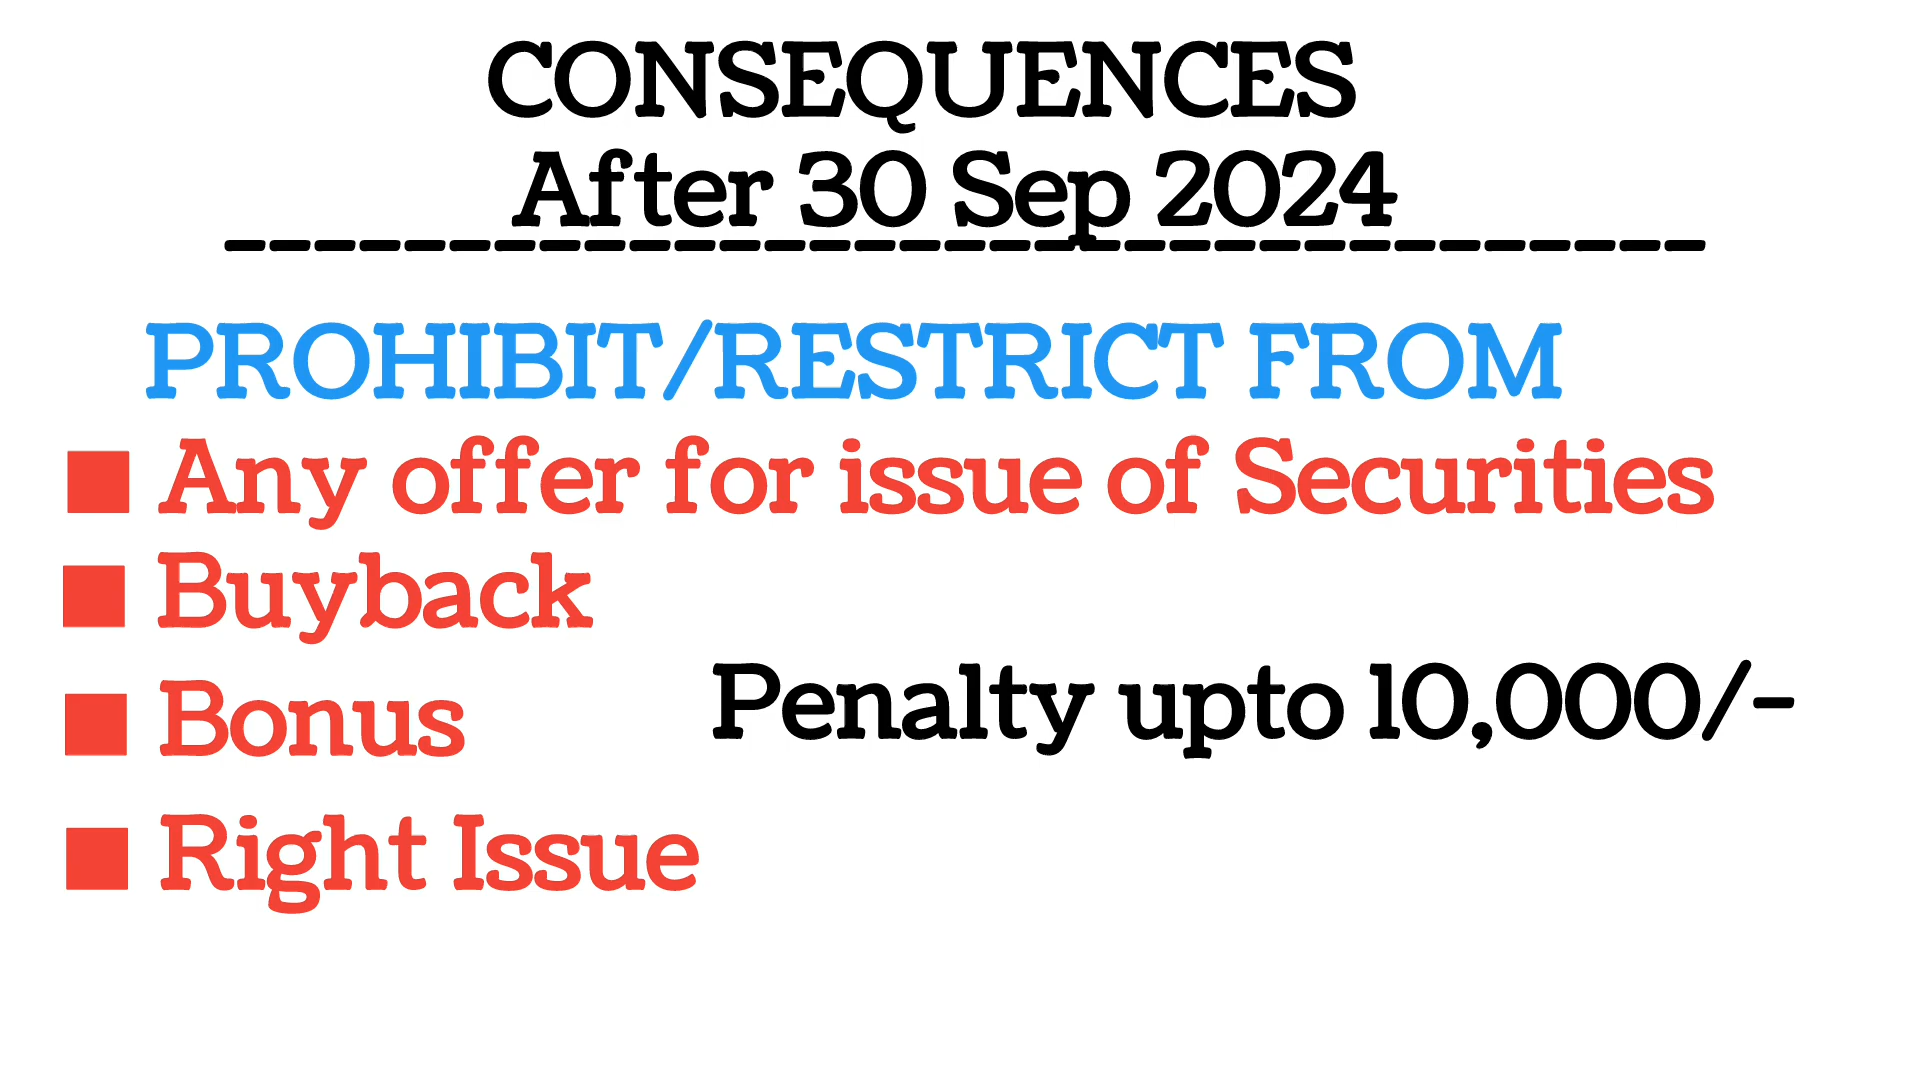 CONSEQUENCES
After 30 Sep 2024
_________________________________
PROHIBIT/RESTRICT FROM
■ Any offer for issue of Securities
■ Buyback
■ Bonus
Penalty upto 10,000/-
■ Right Issue